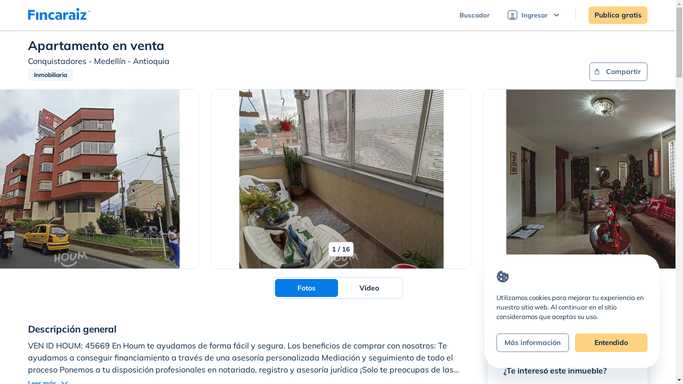 Fincaraiz
Buscador
Ingresar
Publica gratis
Apartamento en venta
Conquistadores - Medellín - Antioquia
Inmobiliaria
Compartir
HOUM
1 / 16
HOUM
Fotos
Video
Descripción general
VEN ID HOUM: 45669 En Houm te ayudamos de forma fácil y segura. Los beneficios de comprar con nosotros: Te
ayudamos a conseguir financiamiento a través de una asesoría personalizada Mediación y seguimiento de todo el
proceso Ponemos a tu disposición profesionales en notariado, registro y asesoría jurídica ¡Solo te preocupas de las...
Leer más
Utilizamos cookies para mejorar tu experiencia en
nuestro sitio web. Al continuar en el sitio
consideramos que aceptas su uso.
Más información
Entendido
¿Te interesó este inmueble?